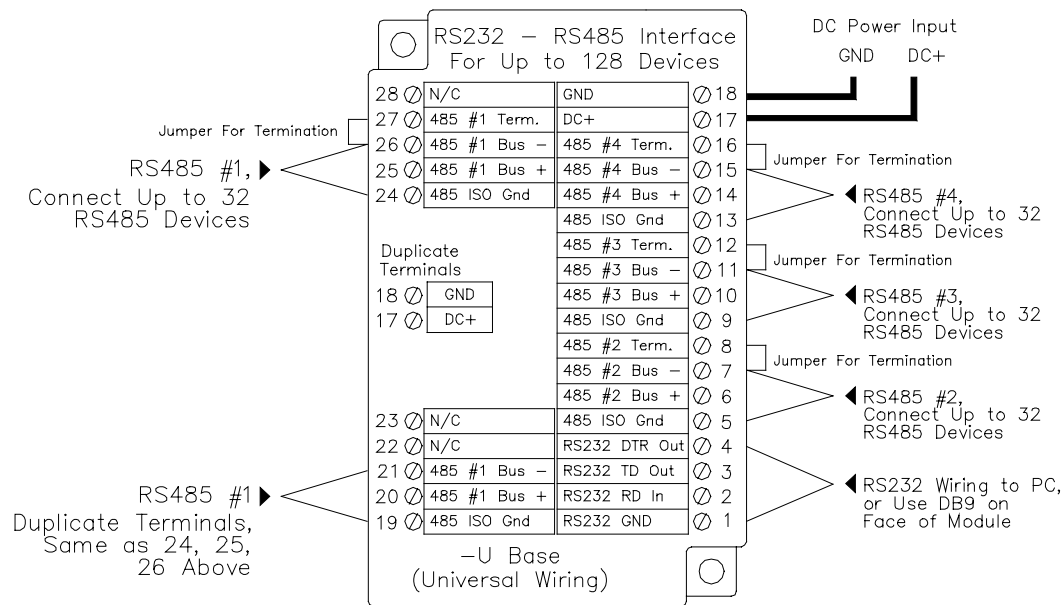 RS232 – RS485 Interface
For Up to 128 Devices
DC Power Input
GND DC+
28 N/C GND 18
27 485 #1 Term. DC+ 17
26 485 #1 Bus – 485 #4 Term. 16
25 485 #1 Bus + 485 #4 Bus – 15
24 485 ISO Gnd 485 #4 Bus + 14
485 ISO Gnd 13
485 #3 Term. 12
485 #3 Bus – 11
485 #3 Bus + 10
485 ISO Gnd 9
485 #2 Term. 8
485 #2 Bus – 7
485 #2 Bus + 6
23 N/C 485 ISO Gnd 5
22 N/C RS232 DTR Out 4
21 485 #1 Bus – RS232 TD Out 3
20 485 #1 Bus + RS232 RD In 2
19 485 ISO Gnd RS232 GND 1
Duplicate
Terminals
18 GND
17 DC+
–U Base
(Universal Wiring)
Jumper For Termination
RS485 #1,
Connect Up to 32
RS485 Devices
RS485 #1
Duplicate Terminals,
Same as 24, 25,
26 Above
Jumper For Termination
RS485 #4,
Connect Up to 32
RS485 Devices
Jumper For Termination
RS485 #3,
Connect Up to 32
RS485 Devices
Jumper For Termination
RS485 #2,
Connect Up to 32
RS485 Devices
RS232 Wiring to PC,
or Use DB9 on
Face of Module